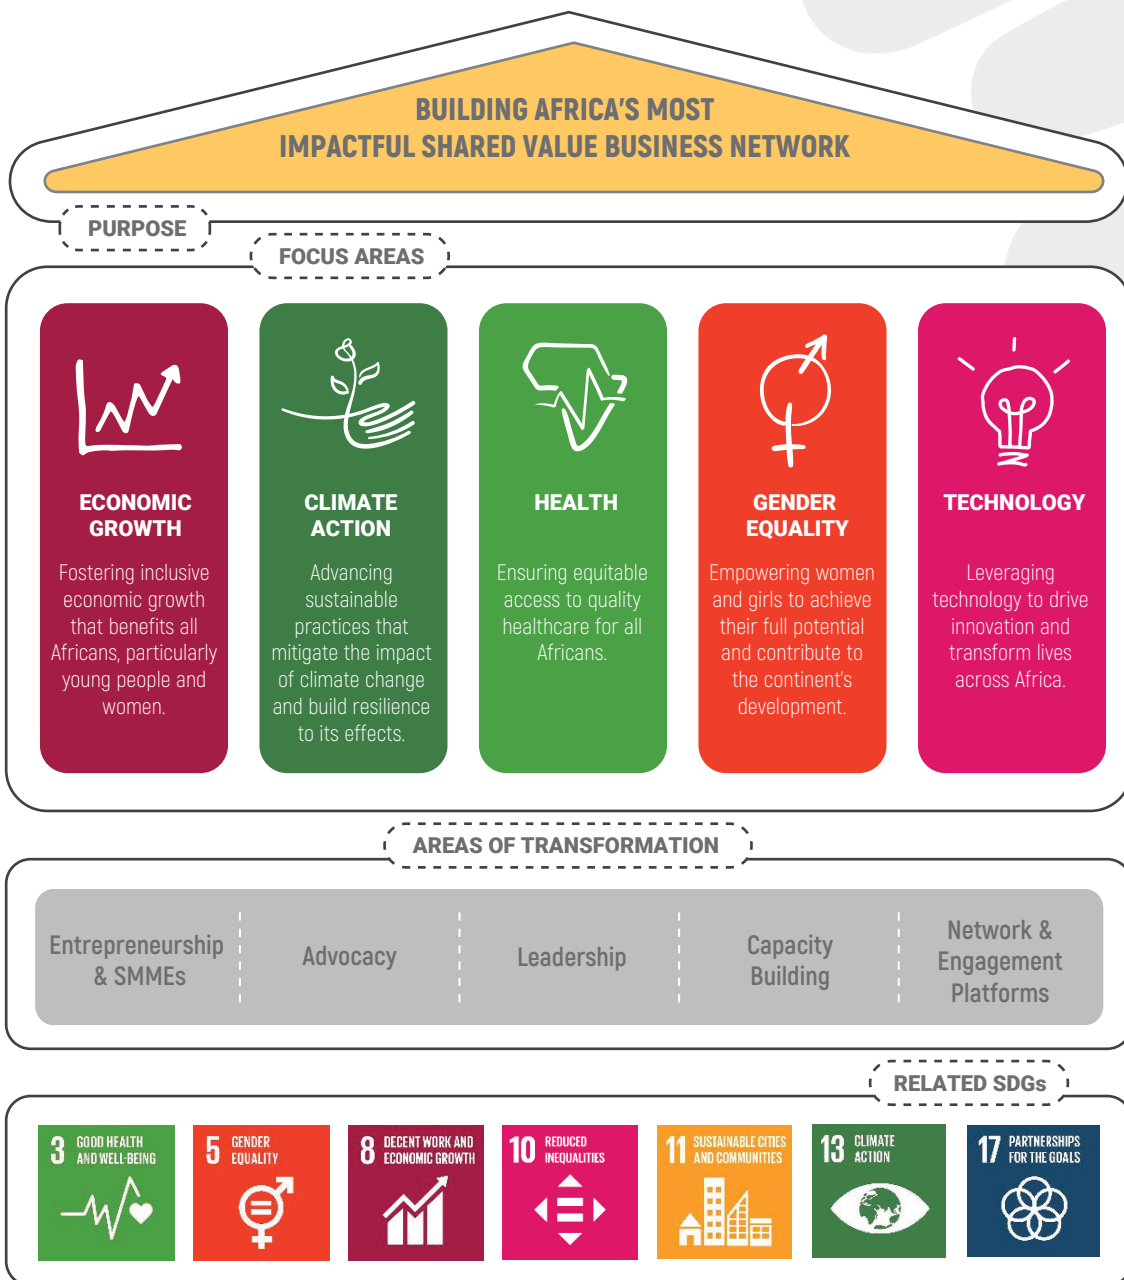 BUILDING AFRICA'S MOST
IMPACTFUL SHARED VALUE BUSINESS NETWORK
PURPOSE
FOCUS AREAS
ECONOMIC
GROWTH
Fostering inclusive
economic growth
that benefits all
Africans, particularly
young people and
women.
CLIMATE
ACTION
Advancing
sustainable
practices that
mitigate the impact
of climate change
and build resilience
to its effects.
HEALTH
Ensuring equitable
access to quality
healthcare for all
Africans.
GENDER
EQUALITY
Empowering women
and girls to achieve
their full potential
and contribute to
the continent's
development.
TECHNOLOGY
Leveraging
technology to drive
innovation and
transform lives
across Africa.
AREAS OF TRANSFORMATION
Entrepreneurship
& SMMEs
Advocacy
Leadership
Capacity
Building
Network &
Engagement
Platforms
RELATED SDGs
3 GOOD HEALTH
AND WELL-BEING
5 GENDER
EQUALITY
8 DECENT WORK AND
ECONOMIC GROWTH
10 REDUCED
INEQUALITIES
11 SUSTAINABLE CITIES
AND COMMUNITIES
13 CLIMATE
ACTION
17 PARTNERSHIPS
FOR THE GOALS